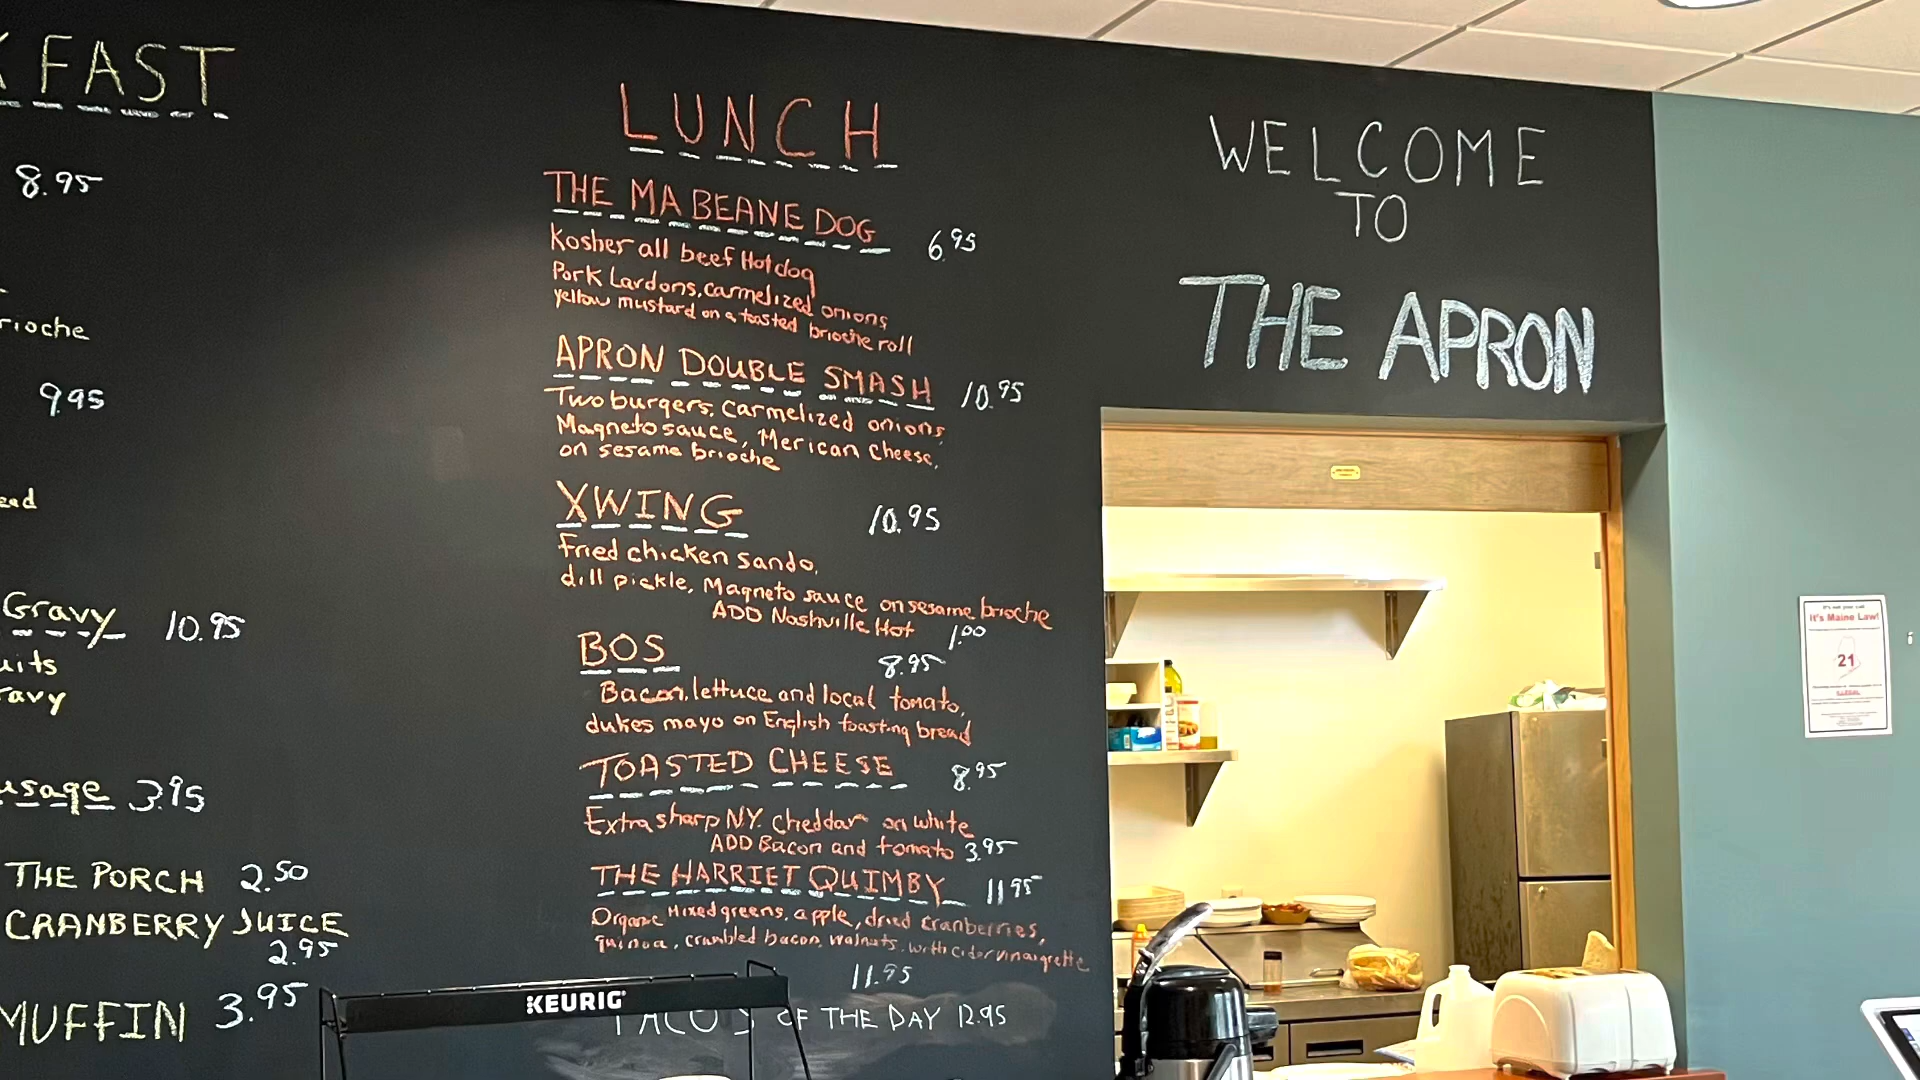 FAST
8.95
rioche
9.95
ead
Gravy 10.95
uits
ravy
usage 3.95
THE PORCH 2.50
CRANBERRY JUICE
2.95
MUFFIN 3.95
LUNCH
THE MA BEANE DOG 6.95
Kosher all beef Hotdog
Pork Lardons, carmelized onions
yellow mustard on a toasted brioche roll
APRON DOUBLE SMASH 10.95
Two burgers, carmelized onions,
Magneto sauce, Merican cheese,
on sesame brioche
XWING 10.95
Fried chicken sando,
dill pickle, Magneto sauce on sesame brioche
ADD Nashville Hot 1.00
BOS 8.95
Bacon, lettuce and local tomato,
dukes mayo on English toasting bread
TOASTED CHEESE 8.95
Extra sharp N.Y. cheddar on white
ADD Bacon and tomato 3.95
THE HARRIET QUIMBY 11.95
Organic Mixed greens, apple, dried cranberries,
quinoa, crumbled bacon, walnuts, with cider vinaigrette
11.95
TACO'S OF THE DAY 12.95
KEURIG
WELCOME
TO
THE APRON
It's Maine Law!
21